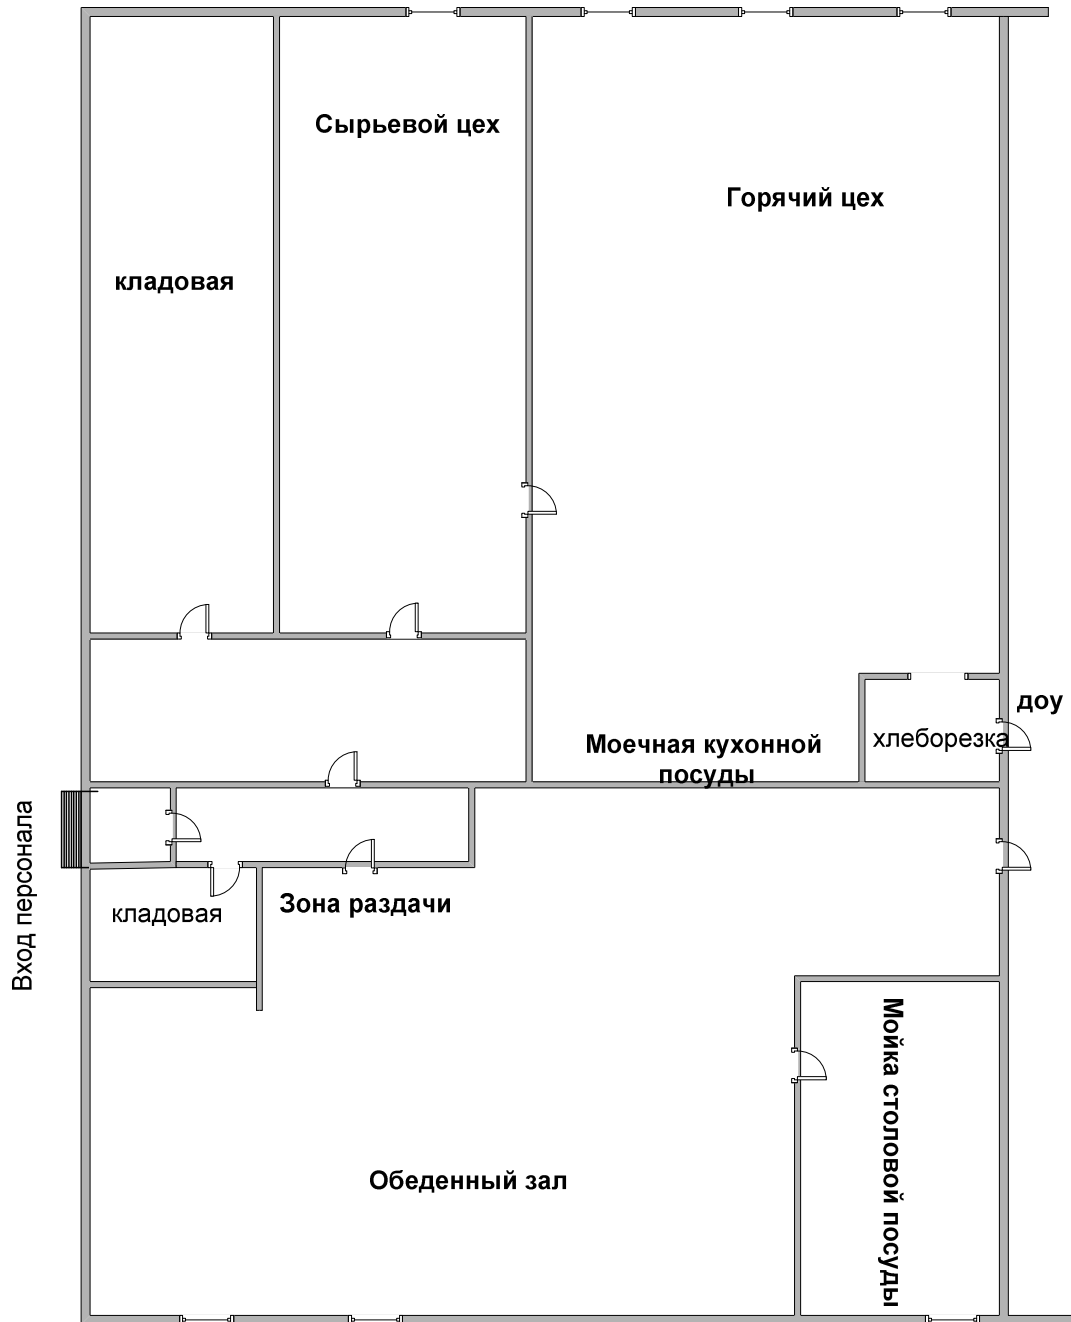 Сырьевой цех
Горячий цех
кладовая
доу
хлеборезка
Моечная кухонной
посуды
Вход персонала
Зона раздачи
кладовая
Мойка столовой посуды
Обеденный зал